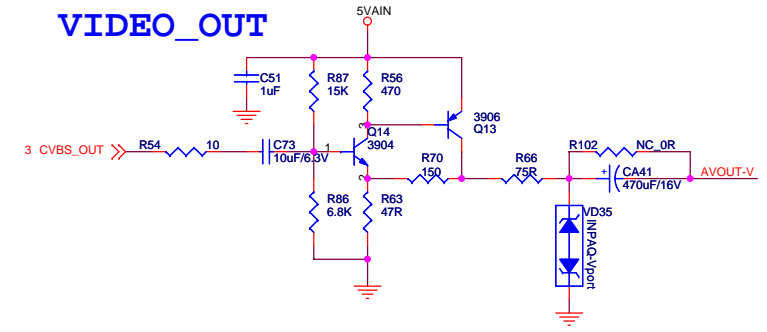 VIDEO_OUT
5VAIN
C51
1uF
R87
15K
R56
470
3906
Q13
3
Q14
3904
3 CVBS_OUT
R54
10
C73
10uF/6.3V
1
2
R70
150
R66
75R
R102
NC_0R
+
CA41
470uF/16V
AVOUT-V
R86
6.8K
R63
47R
VD35
INPAQ-Vport